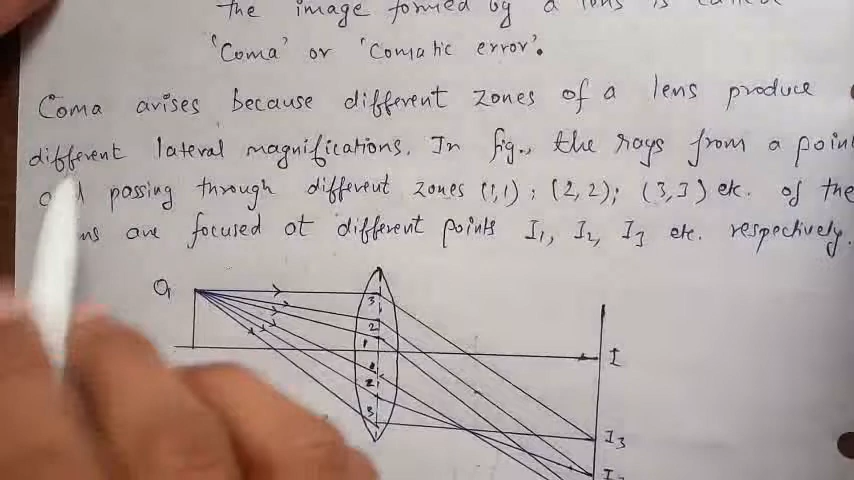 the image formed by a lens is called
'Coma' or 'Comatic error'.
Coma arises because different zones of a lens produce
different lateral magnifications. In fig., the rays from a point
passing through different zones (1,1); (2,2); (3,3) etc. of the
are focused at different points I1, I2, I3 etc. respectively.
3
2
1
2
3
I
I3